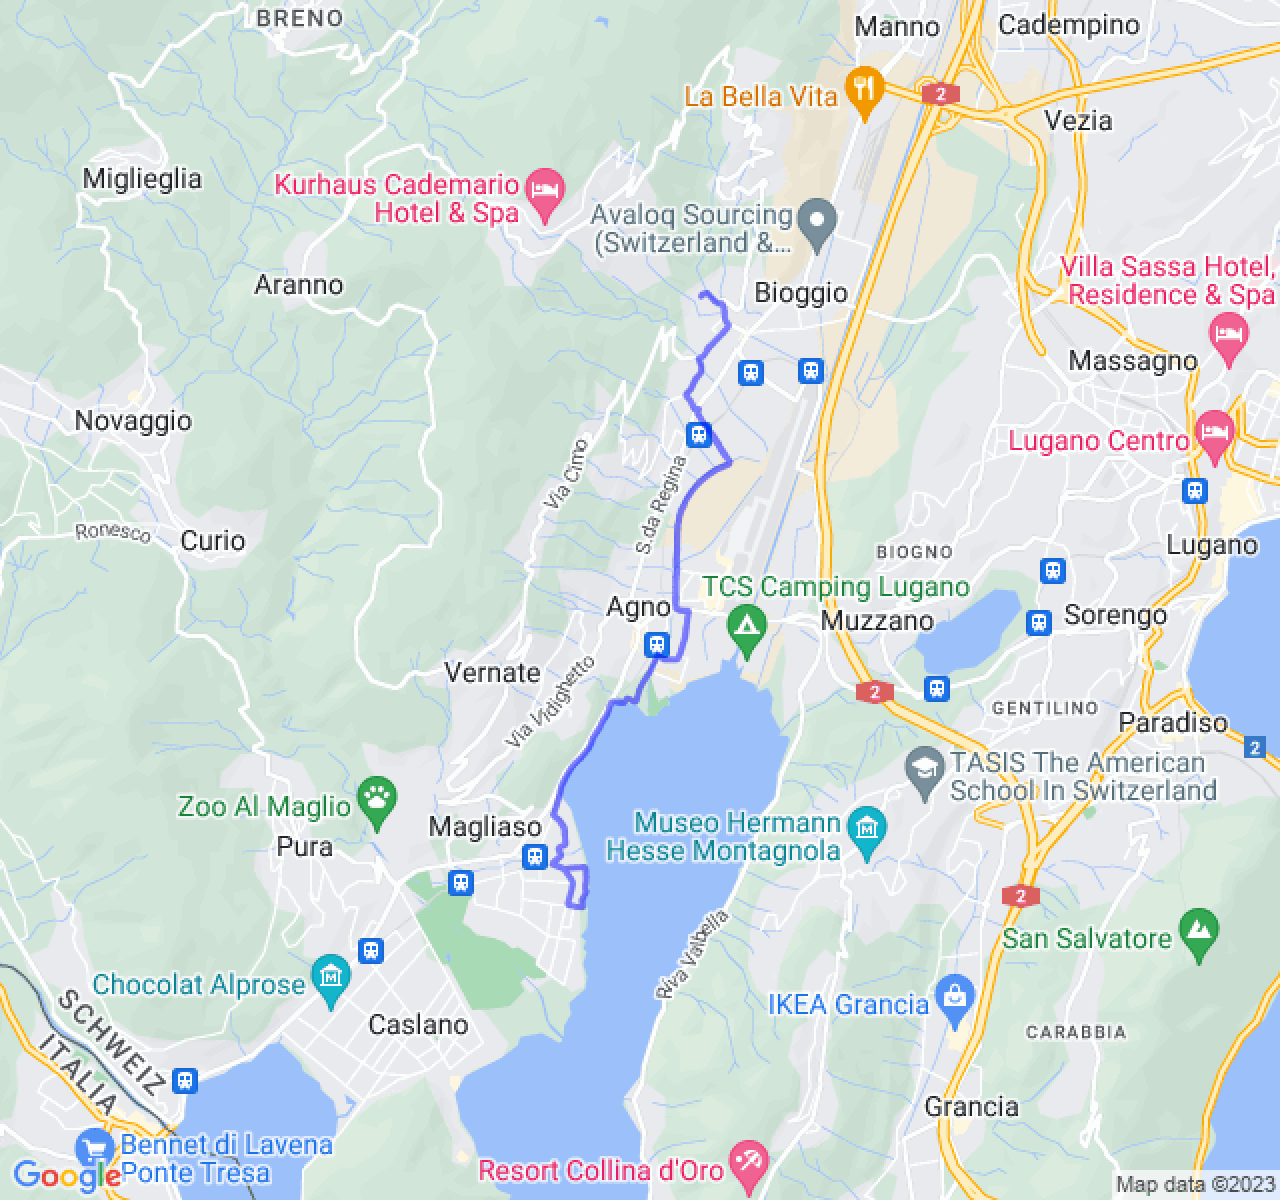 BRENO
Manno
Cadempino
La Bella Vita
2
Vezia
Miglieglia
Kurhaus Cademario
Hotel & Spa
Avaloq Sourcing
(Switzerland &...
Aranno
Bioggio
Villa Sassa Hotel,
Residence & Spa
Massagno
Novaggio
Lugano Centro
Via Cimo
S.da Regina
Ronesco
Curio
BIOGNO
Lugano
TCS Camping Lugano
Agno
Muzzano
Sorengo
Vernate
Via Vidighetto
2
GENTILINO
Paradiso
2
TASIS The American
School In Switzerland
Zoo Al Maglio
Pura
Magliaso
Museo Hermann
Hesse Montagnola
2
San Salvatore
Riva Valbella
Chocolat Alprose
IKEA Grancia
Caslano
CARABBIA
SCHWEIZ
ITALIA
Grancia
Bennet di Lavena
Ponte Tresa
Resort Collina d'Oro
Google
Map data ©2023